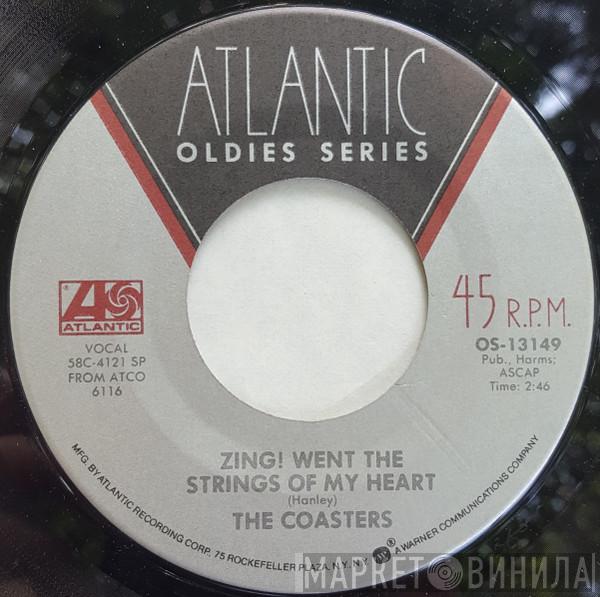 ATLANTIC
OLDIES SERIES
ATLANTIC
VOCAL
58C-4121 SP
FROM ATCO
6116
45 R.P.M.
OS-13149
Pub., Harms;
ASCAP
Time: 2:46
ZING! WENT THE
STRINGS OF MY HEART
(Hanley)
THE COASTERS
MFG. BY ATLANTIC RECORDING CORP. 75 ROCKEFELLER PLAZA, N.Y. N.Y. A WARNER COMMUNICATIONS COMPANY
МАРКЕТ ВИНИЛА